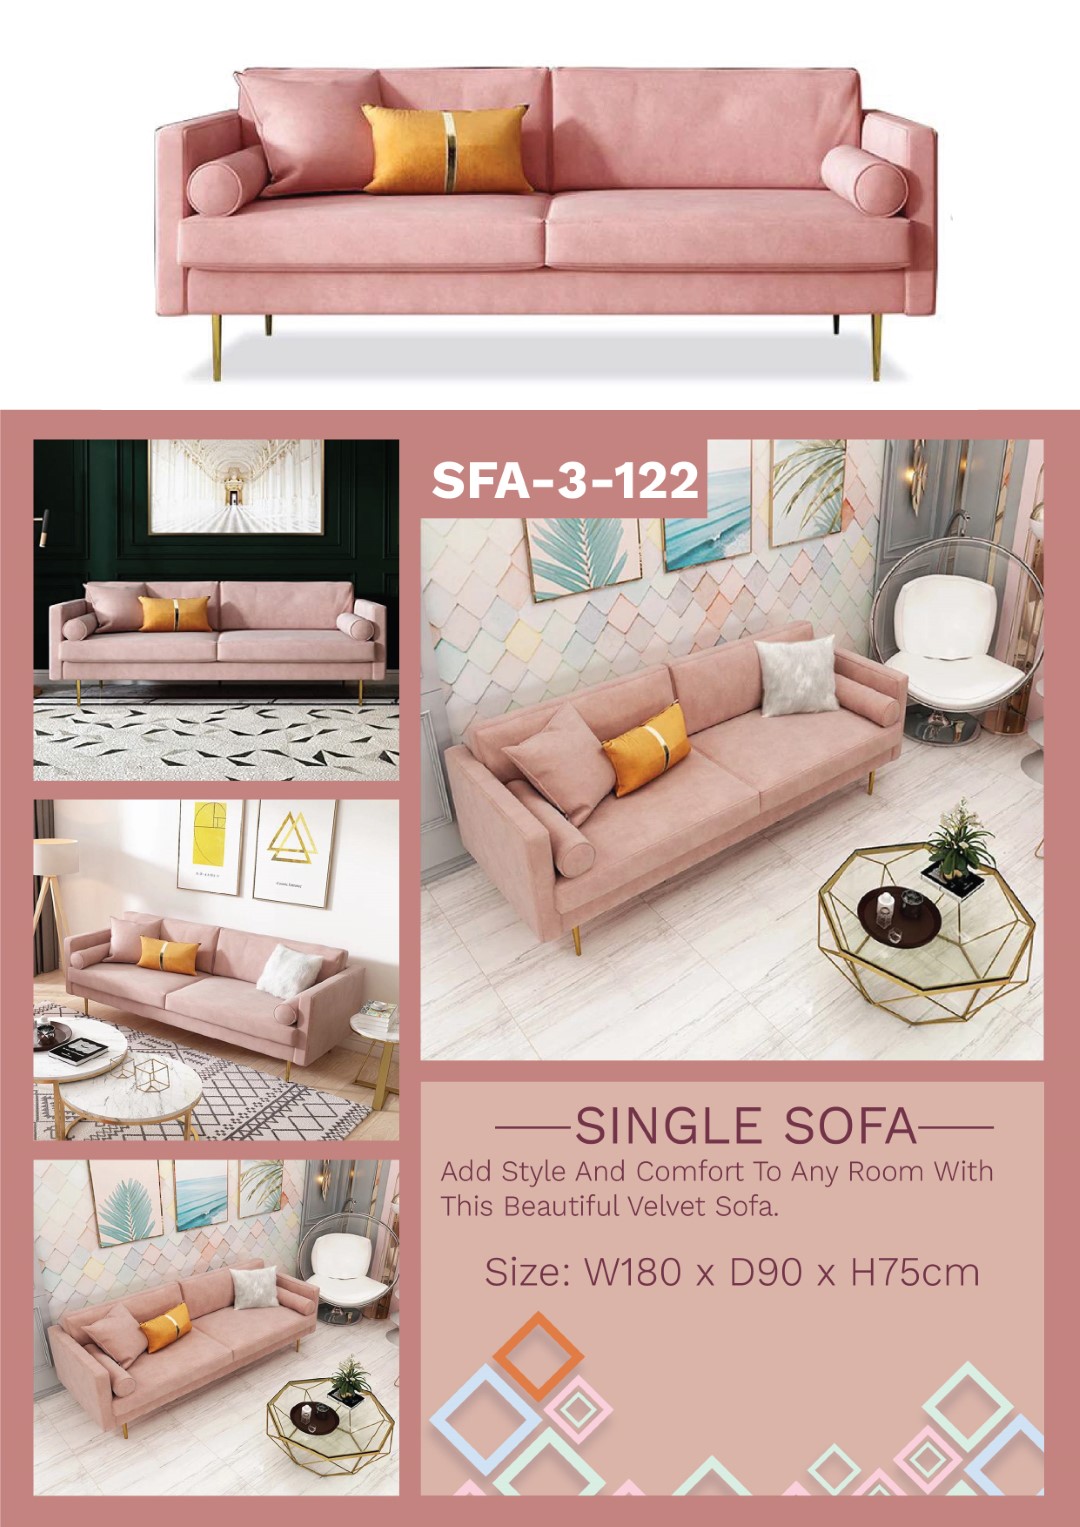 SFA-3-122
SINGLE SOFA
Add Style And Comfort To Any Room With
This Beautiful Velvet Sofa.
Size: W180 x D90 x H75cm